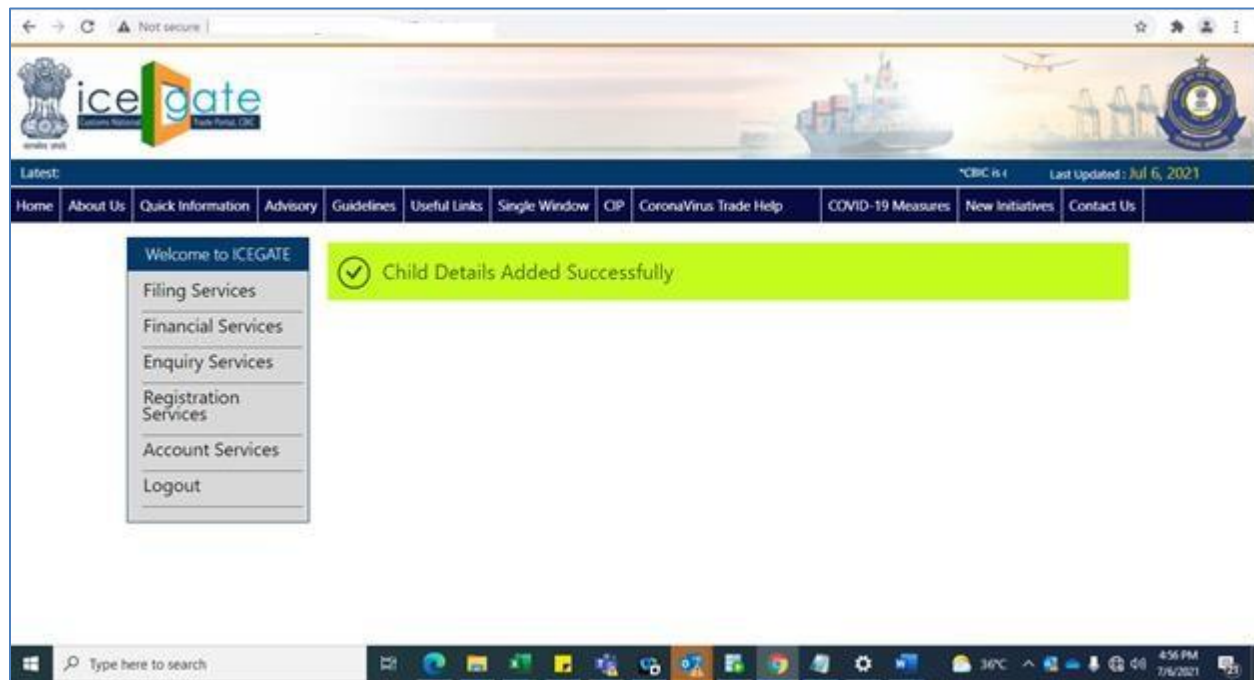 Not secure
ice gate
Latest:
*CBIC is (
Last Updated : Jul 6, 2021
Home About Us Quick Information Advisory Guidelines Useful Links Single Window CIP CoronaVirus Trade Help COVID-19 Measures New Initiatives Contact Us
Welcome to ICEGATE
Child Details Added Successfully
Filing Services
Financial Services
Enquiry Services
Registration
Services
Account Services
Logout
Type here to search
36°C
4:56 PM
7/6/2021